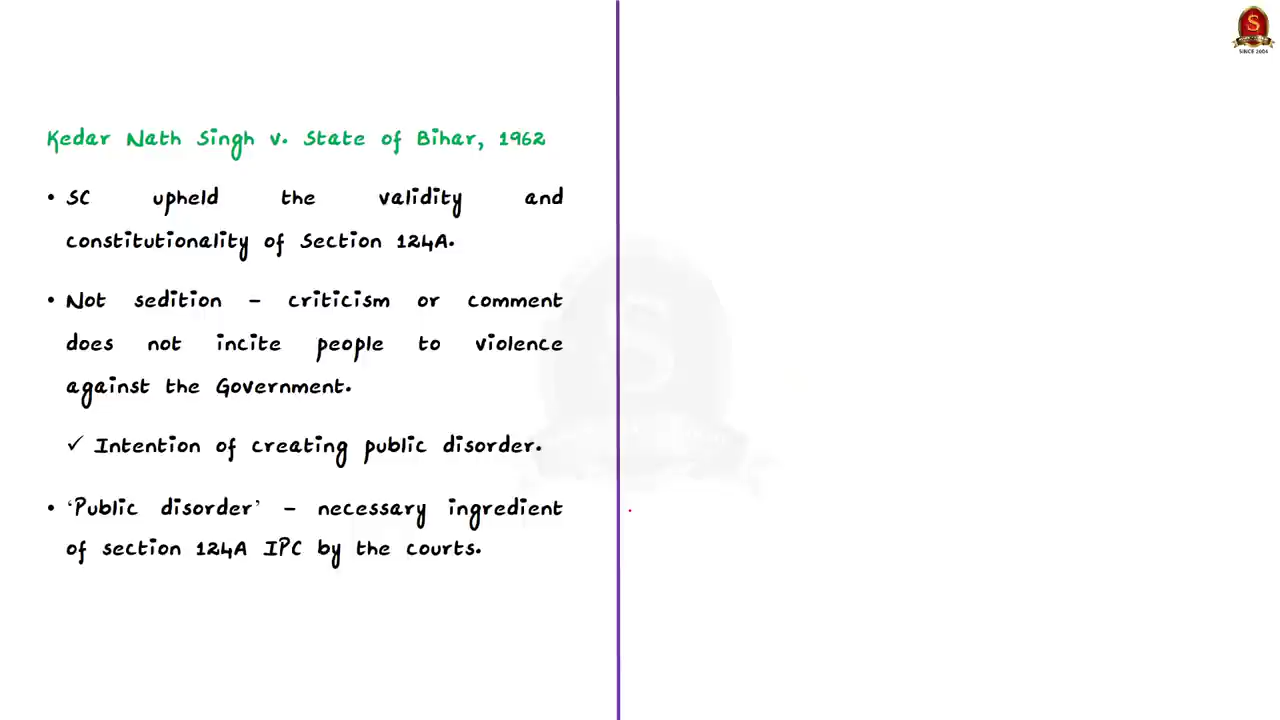 Kedar Nath Singh v. State of Bihar, 1962
• SC upheld the validity and
constitutionality of Section 124A.
• Not sedition – criticism or comment
does not incite people to violence
against the Government.
✓ Intention of creating public disorder.
• ‘Public disorder’ – necessary ingredient
of section 124A IPC by the courts.
S
SINCE 2004
S